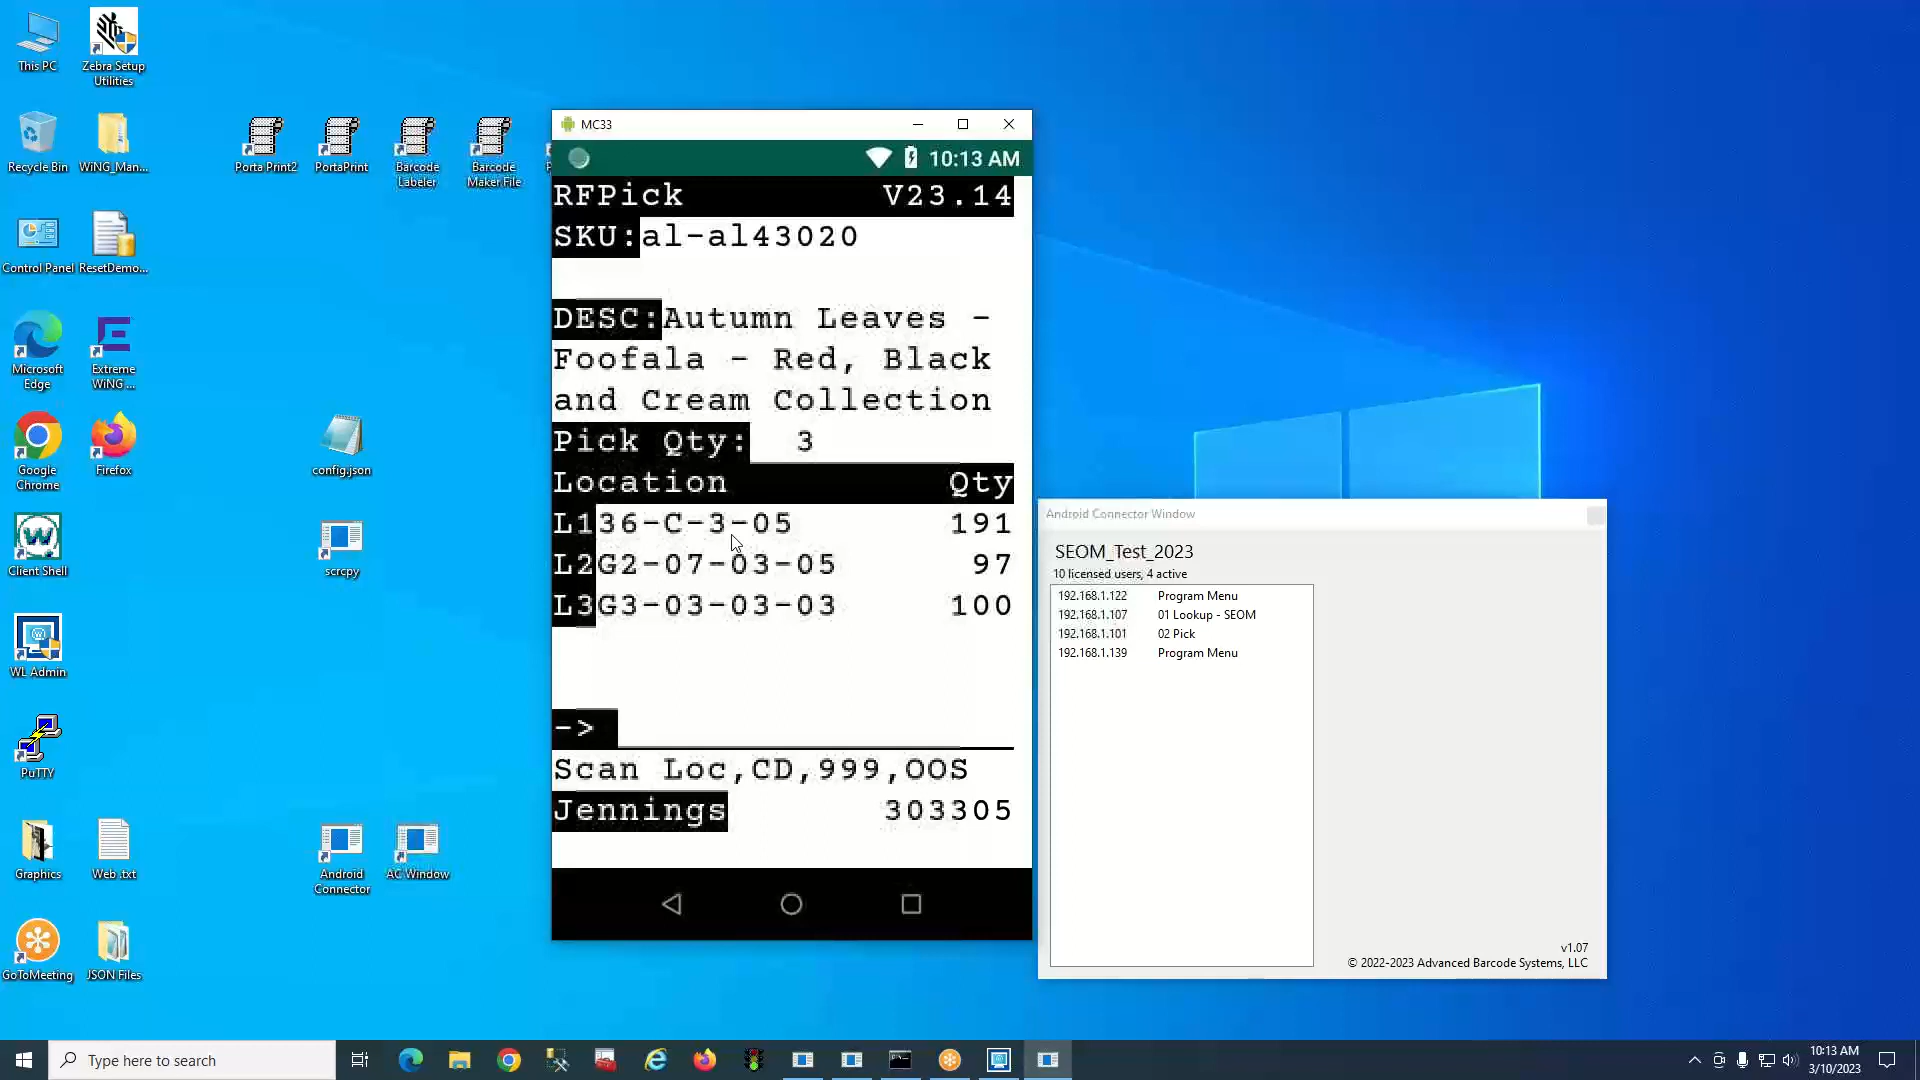 This PC
Zebra Setup
Utilities
Recycle Bin
WiNG_Man...
Porta Print2
PortaPrint
Barcode
Labeler
Barcode
Maker File
Control Panel
ResetDemo...
Microsoft
Edge
Extreme
WiNG ...
Google
Chrome
Firefox
config.json
Client Shell
scrcpy
WL Admin
PuTTY
Graphics
Web .txt
Android
Connector
AC Window
GoToMeeting
JSON Files
MC33
10:13 AM
RFPick V23.14
SKU:al-al43020
DESC:Autumn Leaves -
Foofala - Red, Black
and Cream Collection
Pick Qty: 3
Location Qty
L136-C-3-05 191
L2G2-07-03-05 97
L3G3-03-03-03 100
->
Scan Loc,CD,999,OOS
Jennings 303305
Android Connector Window
SEOM_Test_2023
10 licensed users, 4 active
192.168.1.122 Program Menu
192.168.1.107 01 Lookup - SEOM
192.168.1.101 02 Pick
192.168.1.139 Program Menu
v1.07
© 2022-2023 Advanced Barcode Systems, LLC
Type here to search
10:13 AM
3/10/2023